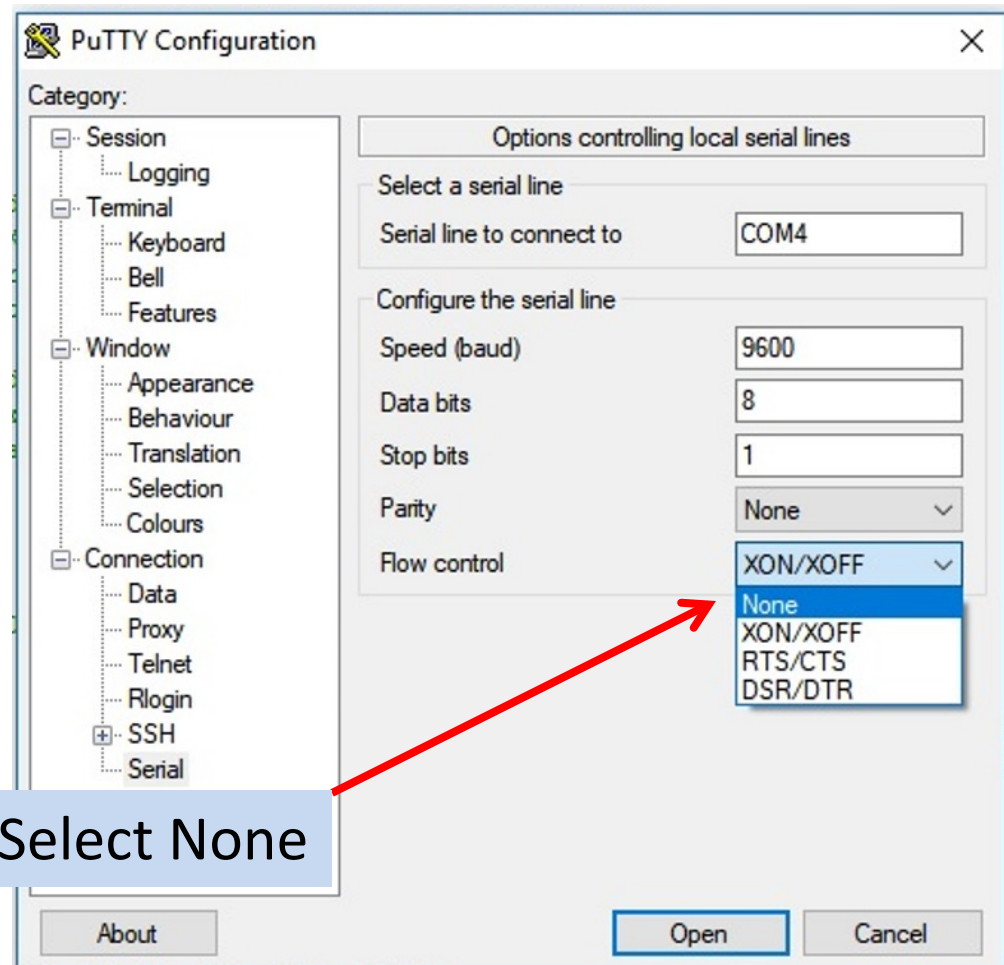 PuTTY Configuration
Category:
Session
Logging
Terminal
Keyboard
Bell
Features
Window
Appearance
Behaviour
Translation
Selection
Colours
Connection
Data
Proxy
Telnet
Rlogin
SSH
Serial
Options controlling local serial lines
Select a serial line
Serial line to connect to COM4
Configure the serial line
Speed (baud) 9600
Data bits 8
Stop bits 1
Parity None
Flow control XON/XOFF
None
XON/XOFF
RTS/CTS
DSR/DTR
Select None
About Open Cancel